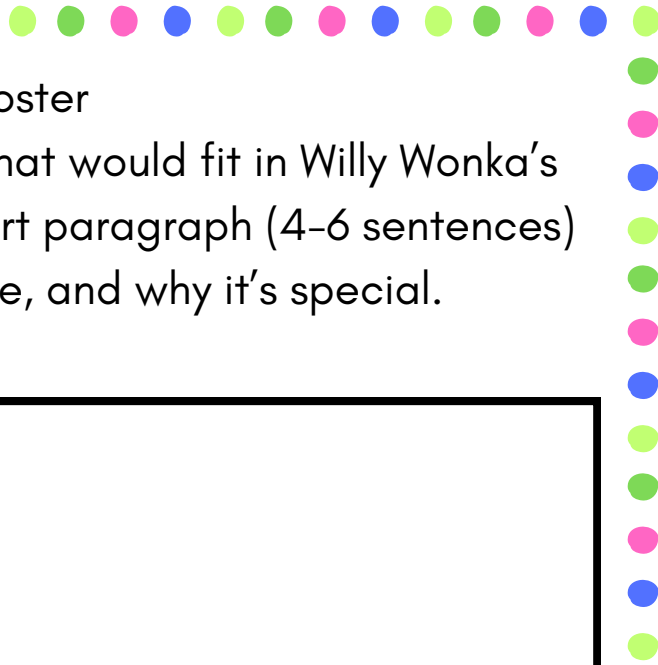 oster
hat would fit in Willy Wonka's
rt paragraph (4-6 sentences)
e, and why it's special.